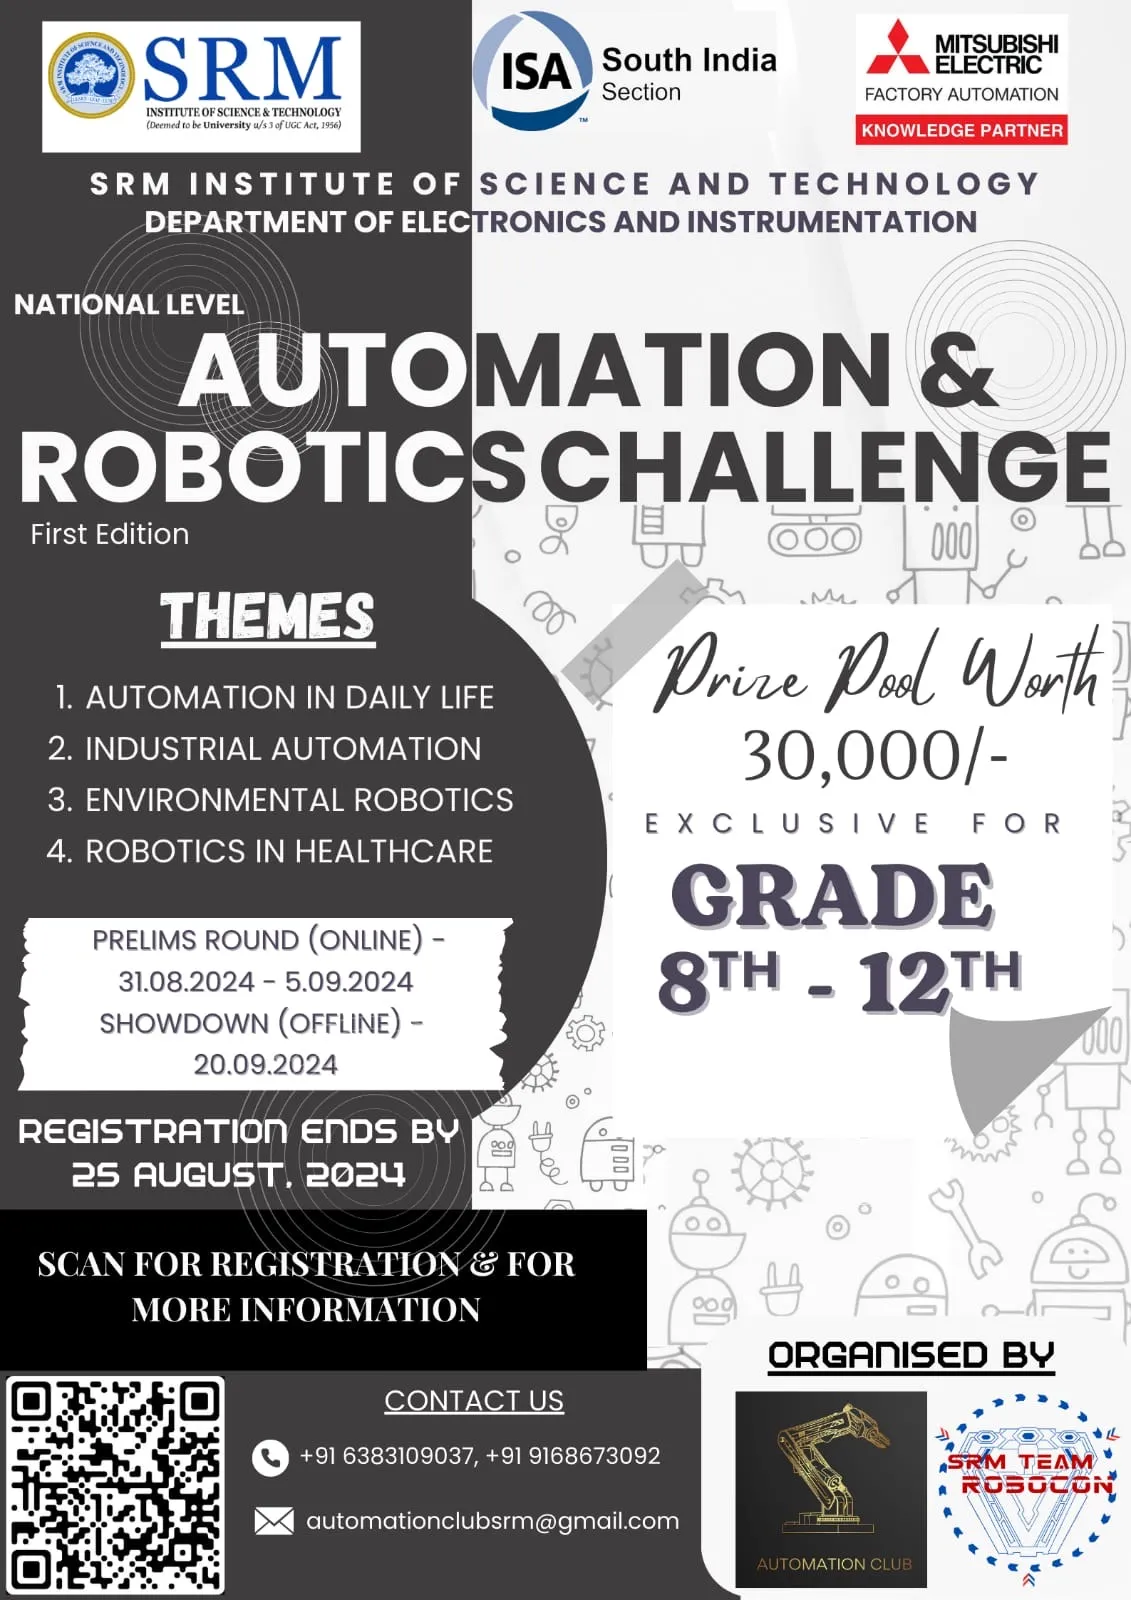 SRM
INSTITUTE OF SCIENCE & TECHNOLOGY
(Deemed to be University u/s 3 of UGC Act, 1956)
ISA
South India
Section
TM
MITSUBISHI
ELECTRIC
FACTORY AUTOMATION
KNOWLEDGE PARTNER
SRM INSTITUTE OF SCIENCE AND TECHNOLOGY
DEPARTMENT OF ELECTRONICS AND INSTRUMENTATION
NATIONAL LEVEL
AUTOMATION &
ROBOTICS CHALLENGE
First Edition
THEMES
1. AUTOMATION IN DAILY LIFE
2. INDUSTRIAL AUTOMATION
3. ENVIRONMENTAL ROBOTICS
4. ROBOTICS IN HEALTHCARE
Prize Pool Worth
30,000/-
EXCLUSIVE FOR
GRADE
8TH - 12TH
PRELIMS ROUND (ONLINE) -
31.08.2024 - 5.09.2024
SHOWDOWN (OFFLINE) -
20.09.2024
REGISTRATION ENDS BY
25 AUGUST, 2024
SCAN FOR REGISTRATION & FOR
MORE INFORMATION
CONTACT US
+91 6383109037, +91 9168673092
automationclubsrm@gmail.com
ORGANISED BY
AUTOMATION CLUB
SRM TEAM
ROBOCON